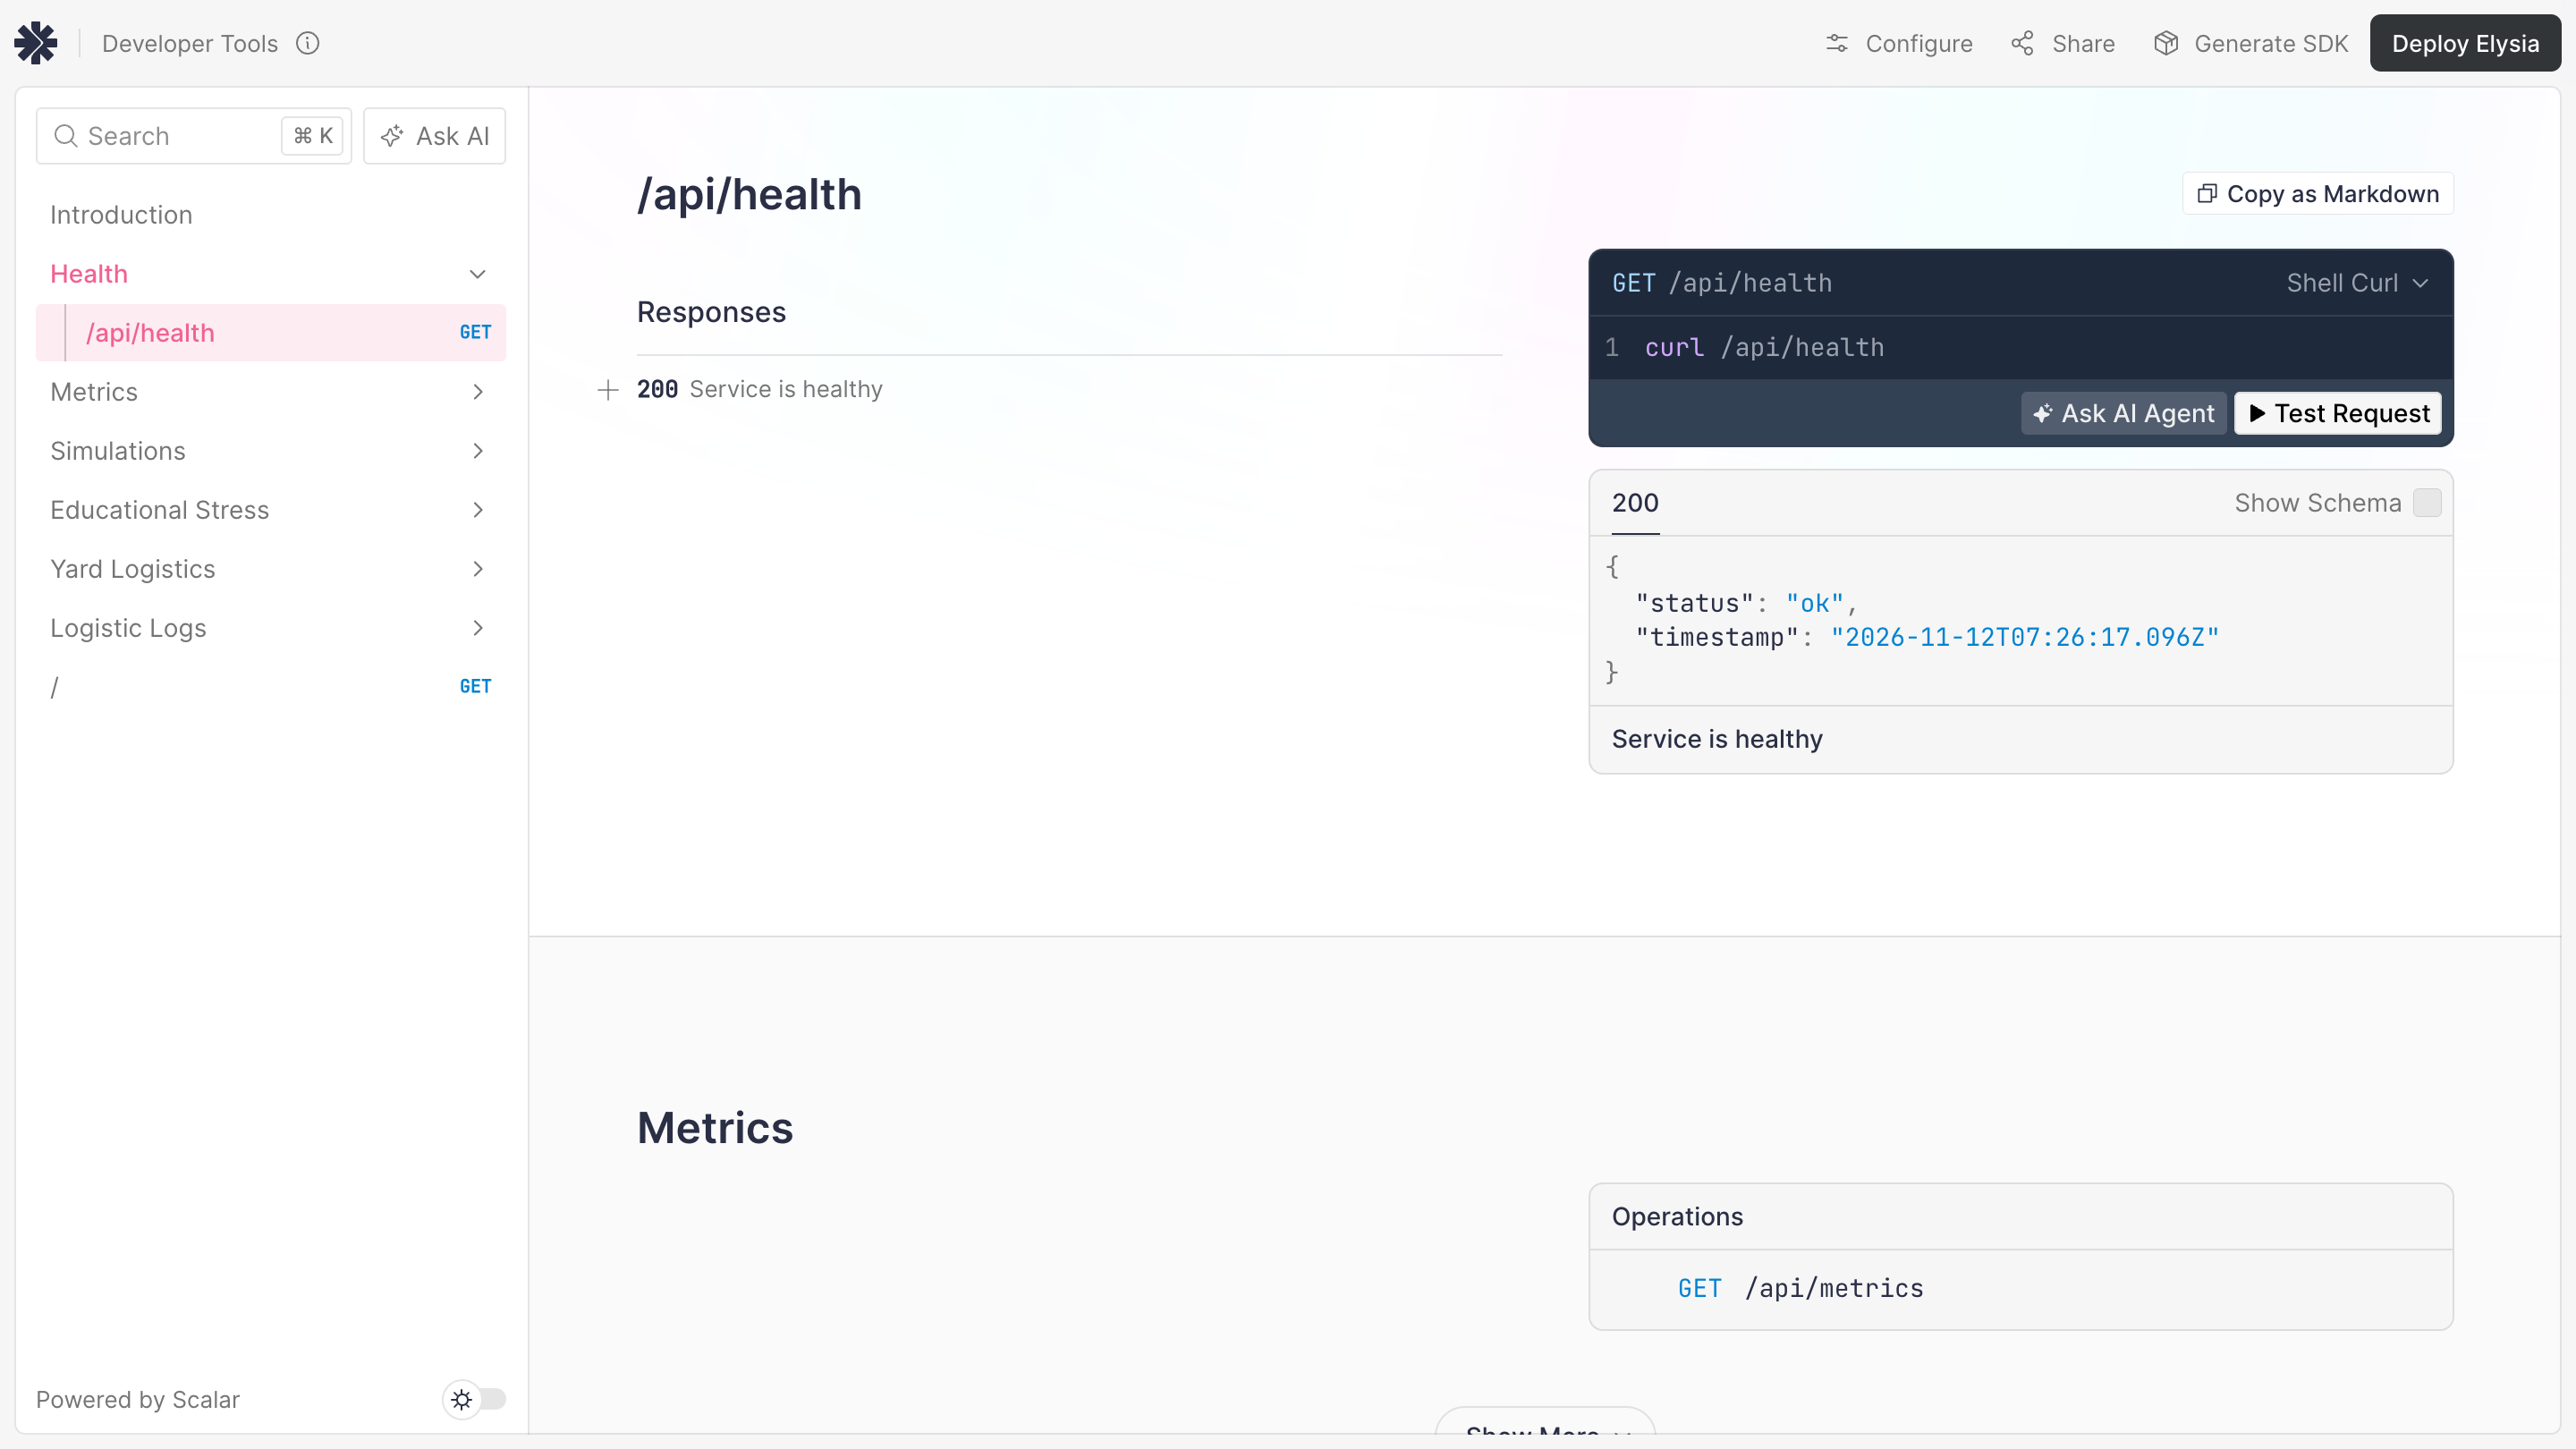 Developer Tools
Configure
Share
Generate SDK
Deploy Elysia
Search
⌘ K
Ask AI
Introduction
Health
/api/health GET
Metrics
Simulations
Educational Stress
Yard Logistics
Logistic Logs
/ GET
Powered by Scalar
/api/health
Copy as Markdown
Responses
200 Service is healthy
GET /api/health
Shell Curl
1 curl /api/health
Ask AI Agent
Test Request
200
Show Schema
{
"status": "ok",
"timestamp": "2026-11-12T07:26:17.096Z"
}
Service is healthy
Metrics
Operations
GET /api/metrics
Show More